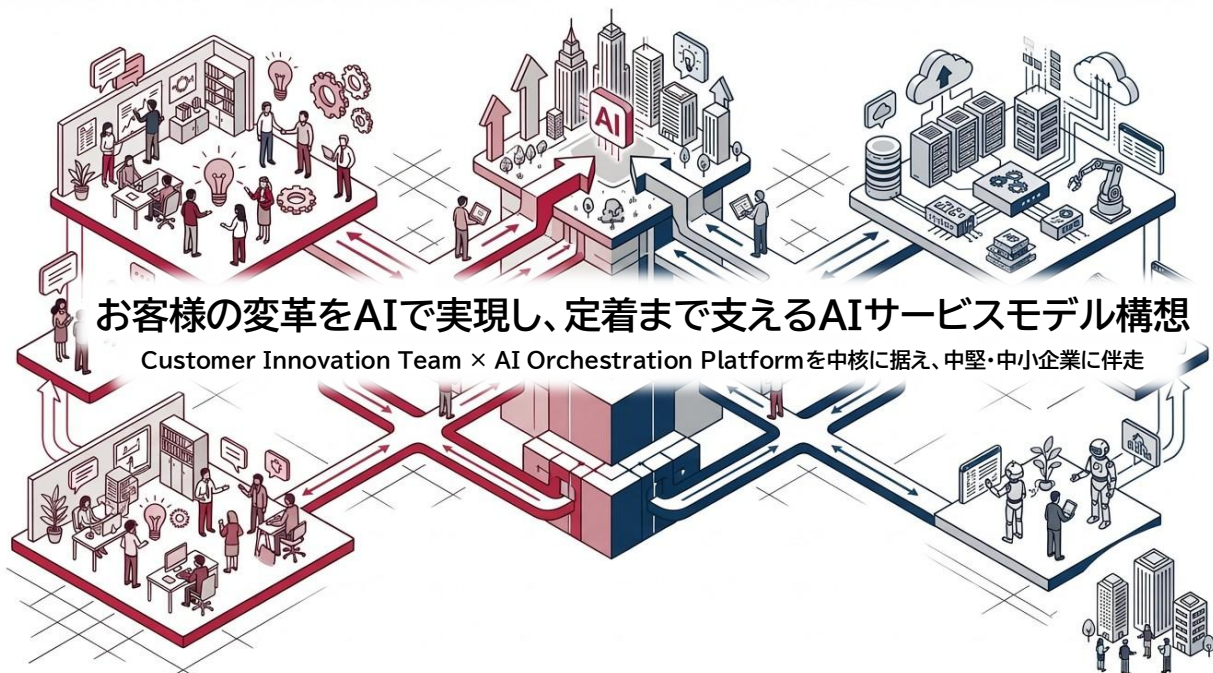 AI
お客様の変革をAIで実現し、定着まで支えるAIサービスモデル構想
Customer Innovation Team × AI Orchestration Platformを中核に据え、中堅・中小企業に伴走